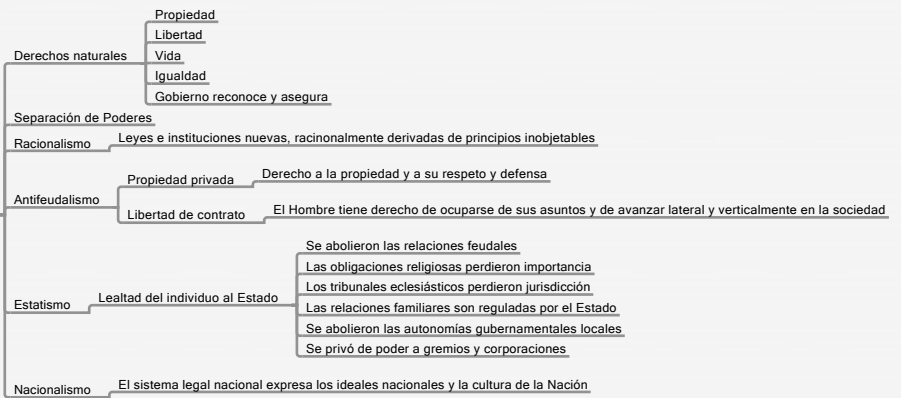 Derechos naturales
Propiedad
Libertad
Vida
Igualdad
Gobierno reconoce y asegura
Separación de Poderes
Racionalismo
Leyes e instituciones nuevas, racinonalmente derivadas de principios inobjetables
Antifeudalismo
Propiedad privada
Derecho a la propiedad y a su respeto y defensa
Libertad de contrato
El Hombre tiene derecho de ocuparse de sus asuntos y de avanzar lateral y verticalmente en la sociedad
Estatismo
Lealtad del individuo al Estado
Se abolieron las relaciones feudales
Las obligaciones religiosas perdieron importancia
Los tribunales eclesiásticos perdieron jurisdicción
Las relaciones familiares son reguladas por el Estado
Se abolieron las autonomías gubernamentales locales
Se privó de poder a gremios y corporaciones
Nacionalismo
El sistema legal nacional expresa los ideales nacionales y la cultura de la Nación